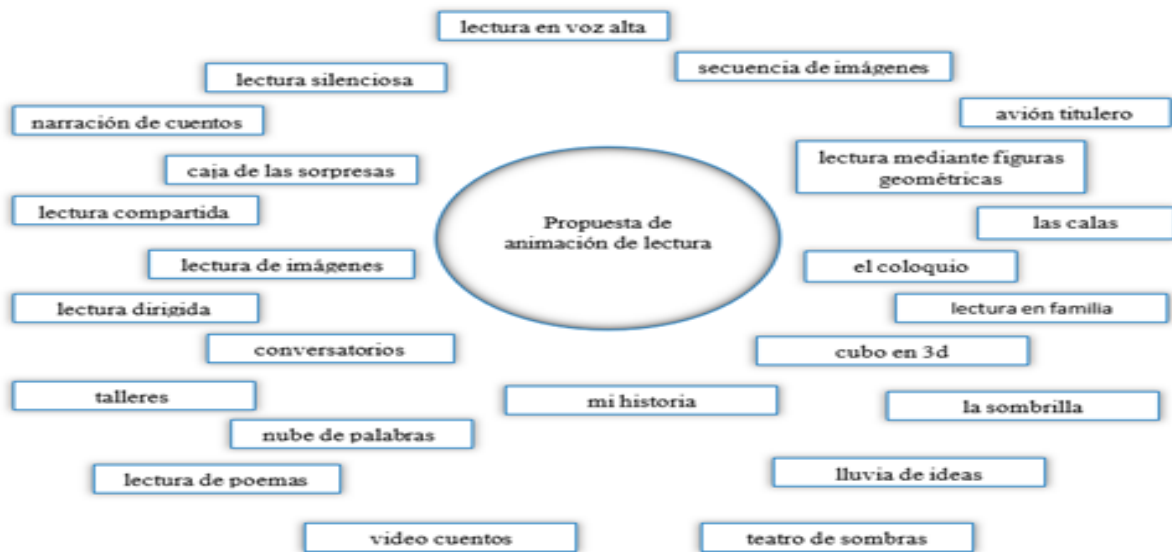 lectura en voz alta
secuencia de imágenes
lectura silenciosa
avión titulero
narración de cuentos
lectura mediante figuras
geométricas
caja de las sorpresas
lectura compartida
las calas
Propuesta de
animación de lectura
lectura de imágenes
el coloquio
lectura dirigida
lectura en familia
conversatorios
cubo en 3d
talleres
mi historia
la sombrilla
nube de palabras
lectura de poemas
lluvia de ideas
video cuentos
teatro de sombras